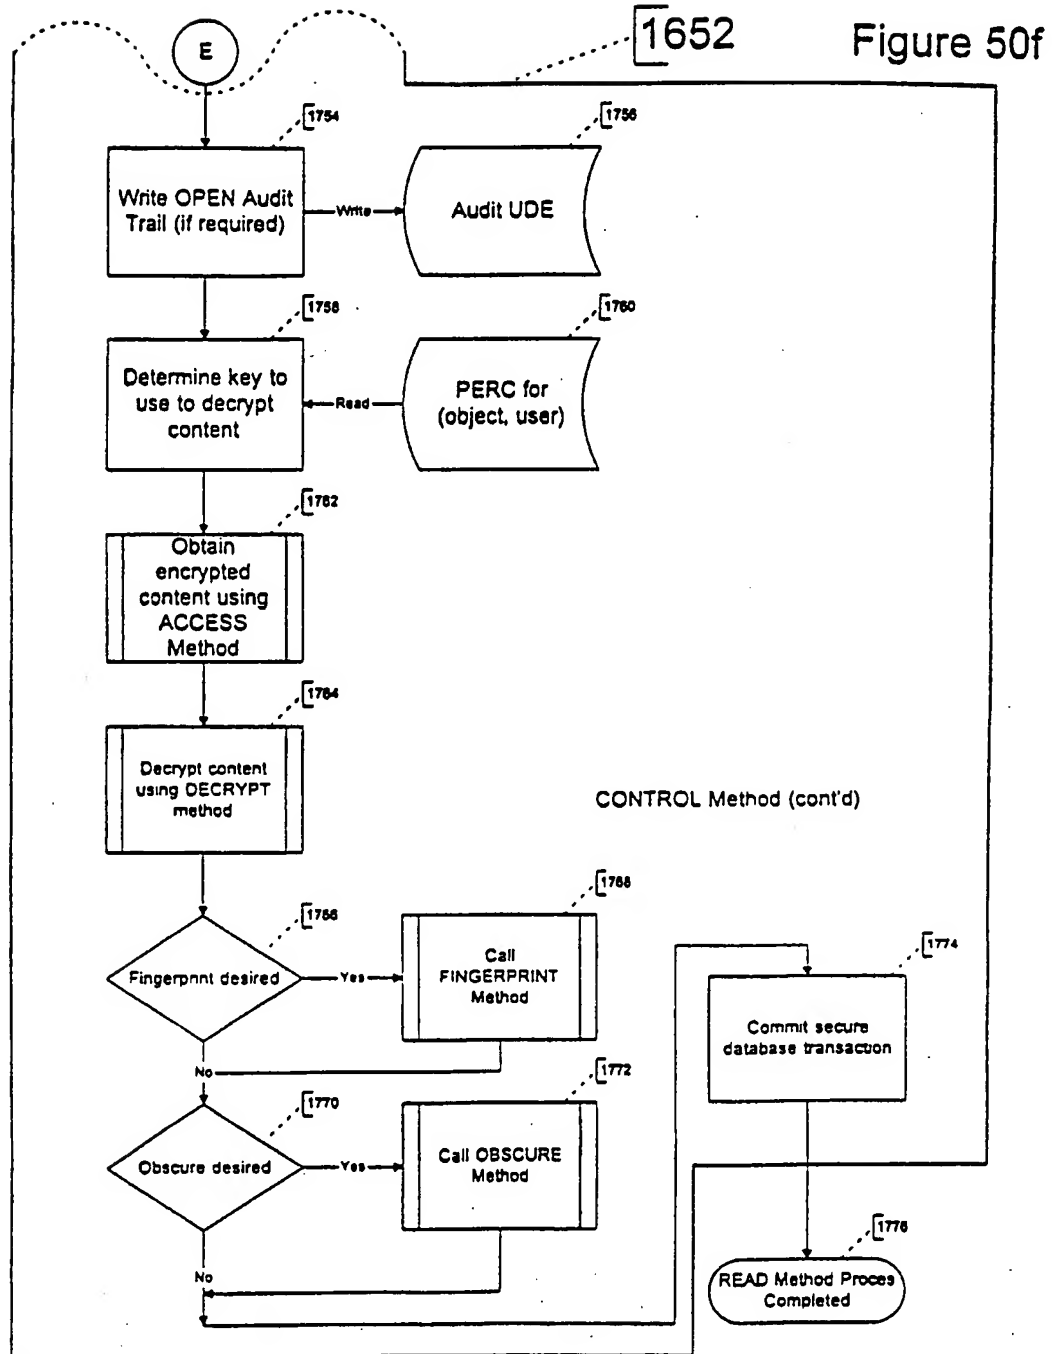 E
1652
Figure 50f
1754
1756
Write OPEN Audit
Trail (if required)
Write
Audit UDE
1758
1760
Determine key to
use to decrypt
content
Read
PERC for
(object, user)
1762
Obtain
encrypted
content using
ACCESS
Method
1764
Decrypt content
using DECRYPT
method
CONTROL Method (cont'd)
1766
1768
Fingerprint desired
Yes
Call
FINGERPRINT
Method
1774
Commit secure
database transaction
No
1770
1772
Obscure desired
Yes
Call OBSCURE
Method
No
1776
READ Method Proces
Completed